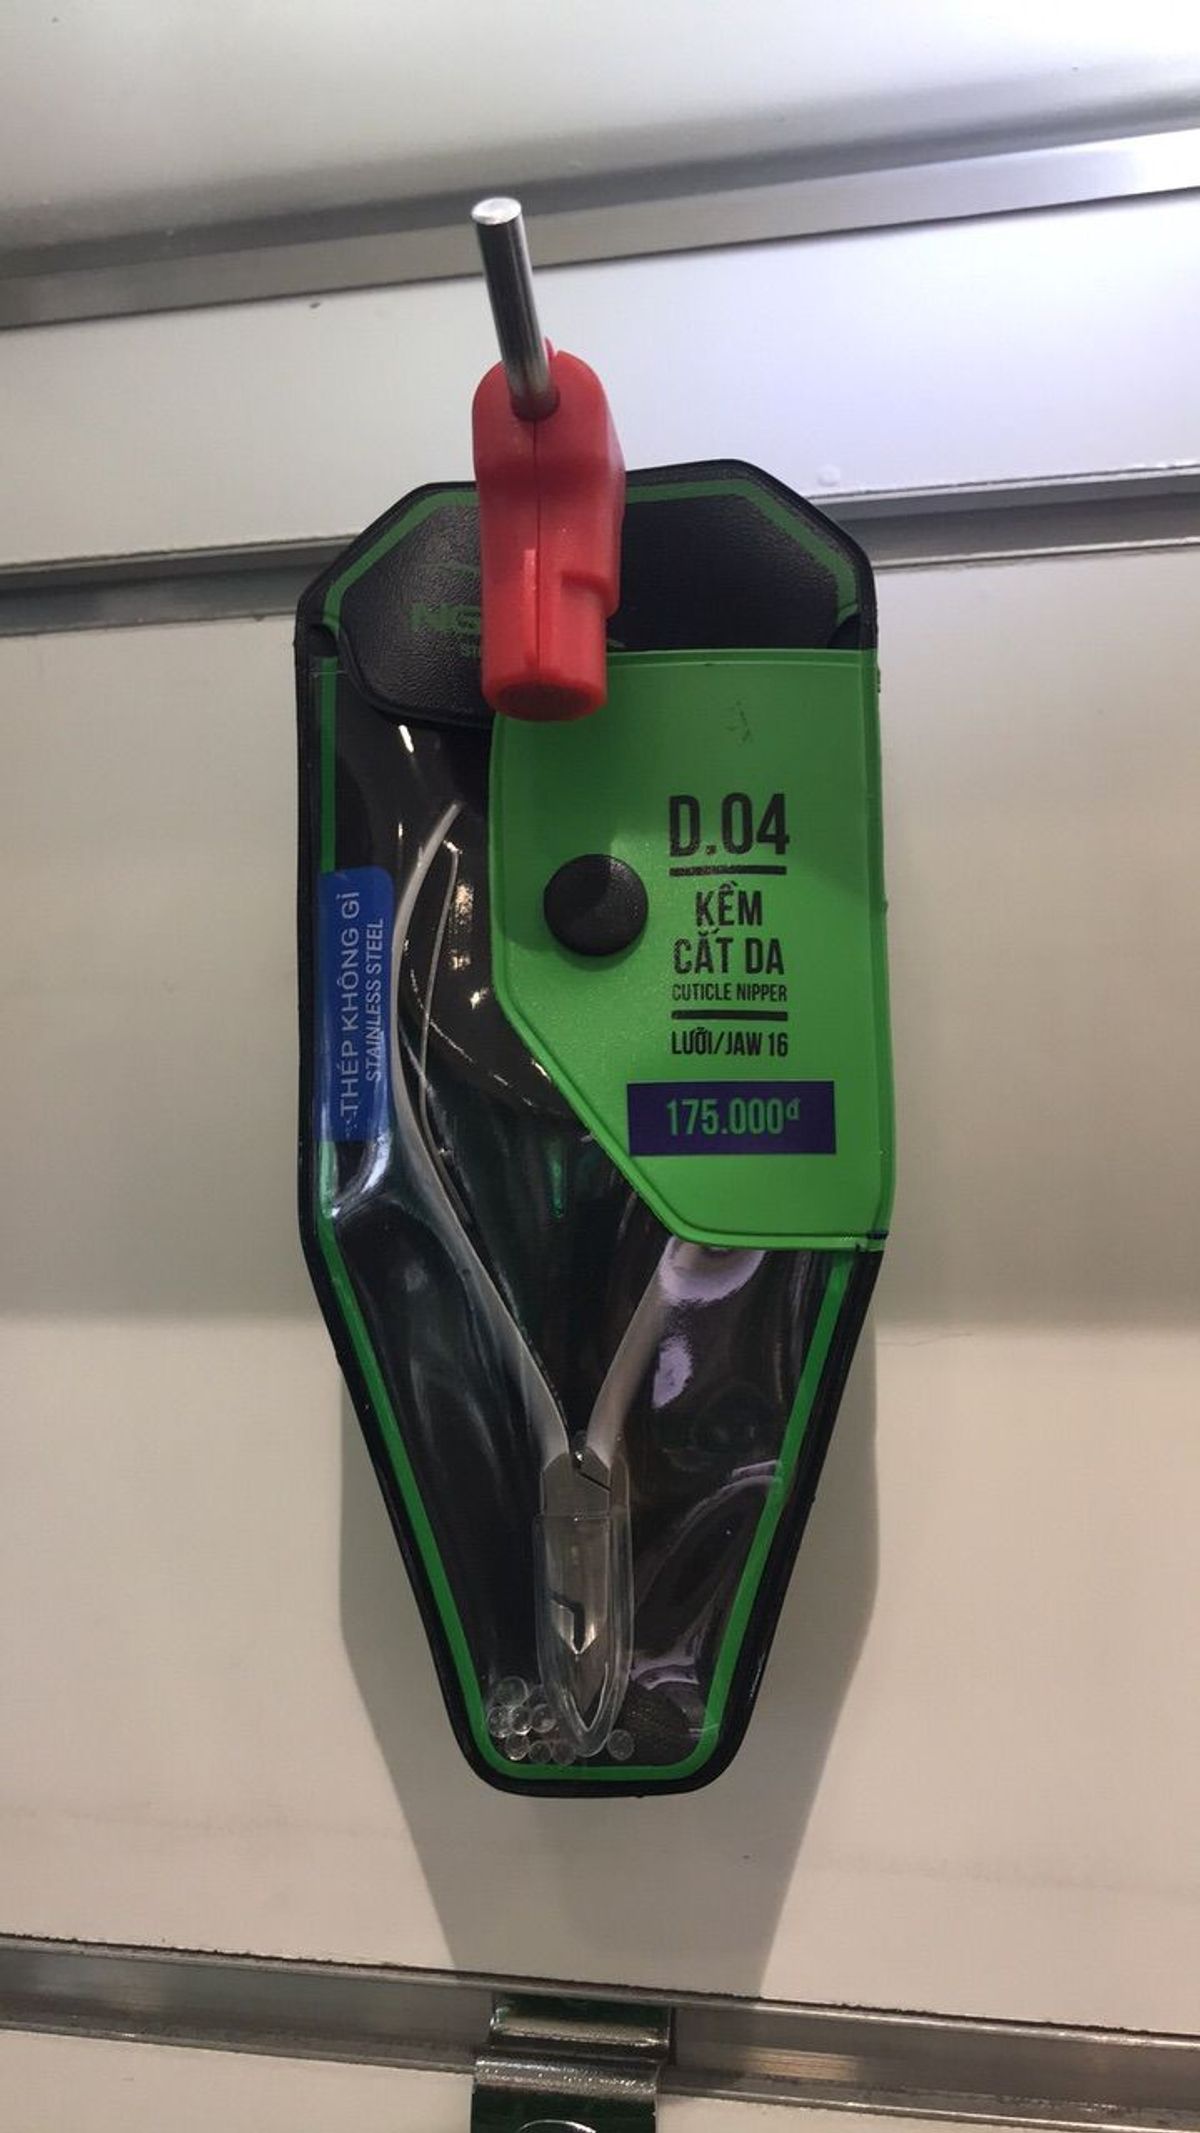 D.04
KỀM
CẮT DA
CUTICLE NIPPER
LƯỠI/JAW 16
175.000đ
THÉP KHÔNG GỈ
STAINLESS STEEL